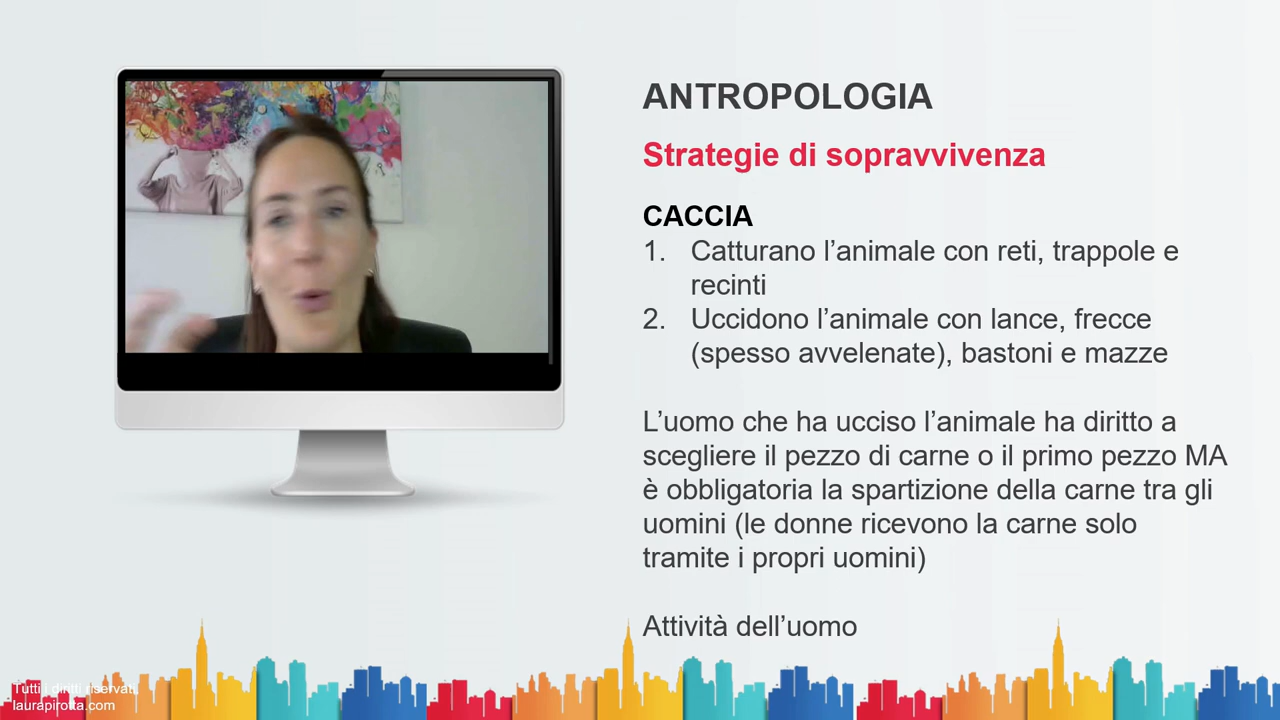 ANTROPOLOGIA
Strategie di sopravvivenza
CACCIA
1. Catturano l’animale con reti, trappole e
recinti
2. Uccidono l’animale con lance, frecce
(spesso avvelenate), bastoni e mazze
L’uomo che ha ucciso l’animale ha diritto a
scegliere il pezzo di carne o il primo pezzo MA
è obbligatoria la spartizione della carne tra gli
uomini (le donne ricevono la carne solo
tramite i propri uomini)
Attività dell’uomo
Tutti i diritti riservati
laurapirotta.com